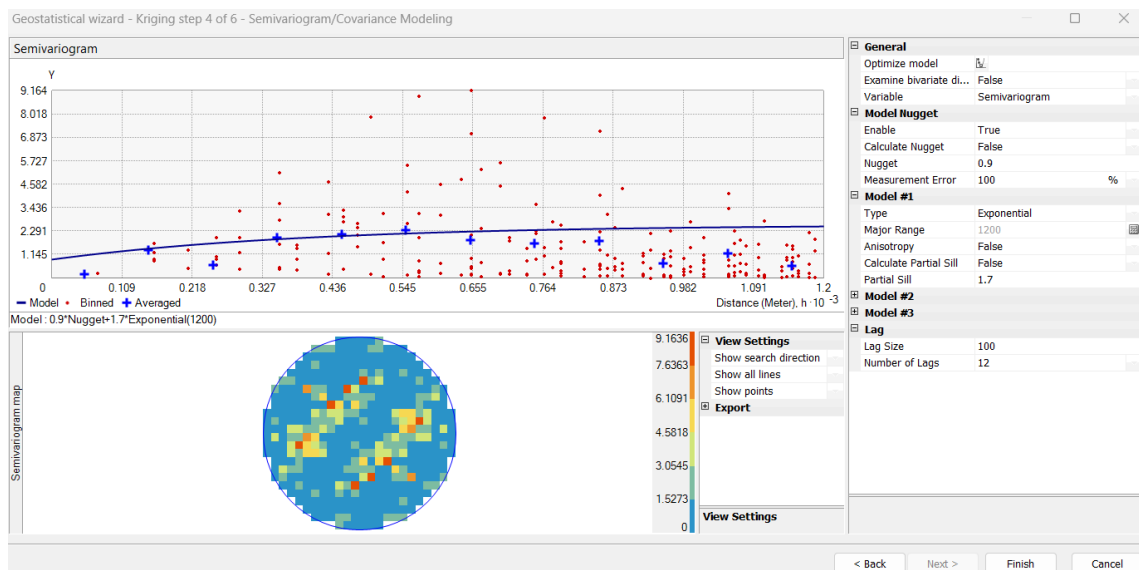 Geostatistical wizard - Kriging step 4 of 6 - Semivariogram/Covariance Modeling
Semivariogram
γ
9.164
8.018
6.873
5.727
4.582
3.436
2.291
1.145
0 0.109 0.218 0.327 0.436 0.545 0.655 0.764 0.873 0.982 1.091 1.2
Model Binned Averaged Distance (Meter), h · 10 -3
Model : 0.9*Nugget+1.7*Exponential(1200)
Semivariogram map
9.1636
7.6363
6.1091
4.5818
3.0545
1.5273
0
View Settings
Show search direction
Show all lines
Show points
Export
View Settings
General
Optimize model
Examine bivariate di... False
Variable Semivariogram
Model Nugget
Enable True
Calculate Nugget False
Nugget 0.9
Measurement Error 100 %
Model #1
Type Exponential
Major Range 1200
Anisotropy False
Calculate Partial Sill False
Partial Sill 1.7
Model #2
Model #3
Lag
Lag Size 100
Number of Lags 12
< Back Next > Finish Cancel